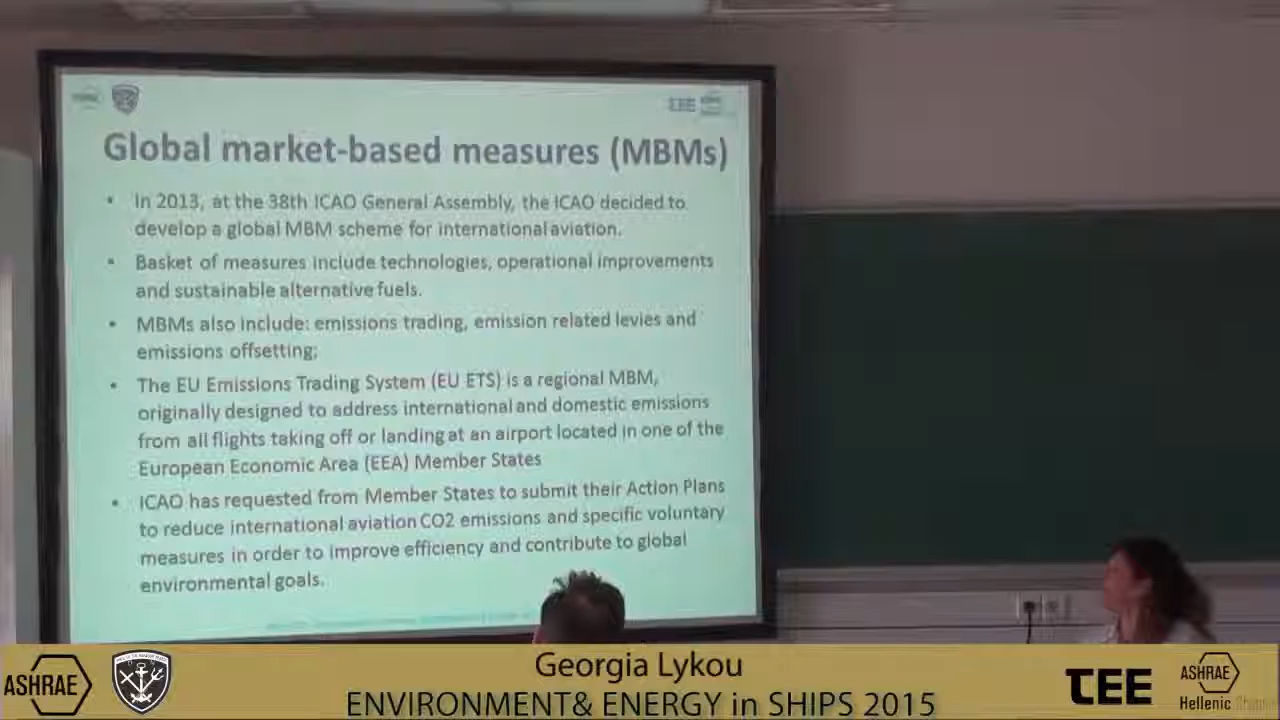 TEE
Global market-based measures (MBMs)
• In 2013, at the 38th ICAO General Assembly, the ICAO decided to
develop a global MBM scheme for international aviation.
• Basket of measures include technologies, operational improvements
and sustainable alternative fuels.
• MBMs also include: emissions trading, emission related levies and
emissions offsetting;
• The EU Emissions Trading System (EU ETS) is a regional MBM,
originally designed to address international and domestic emissions
from all flights taking off or landing at an airport located in one of the
European Economic Area (EEA) Member States
• ICAO has requested from Member States to submit their Action Plans
to reduce international aviation CO2 emissions and specific voluntary
measures in order to improve efficiency and contribute to global
environmental goals.
Georgia Lykou
ENVIRONMENT& ENERGY in SHIPS 2015
ASHRAE
TEE
ASHRAE
Hellenic